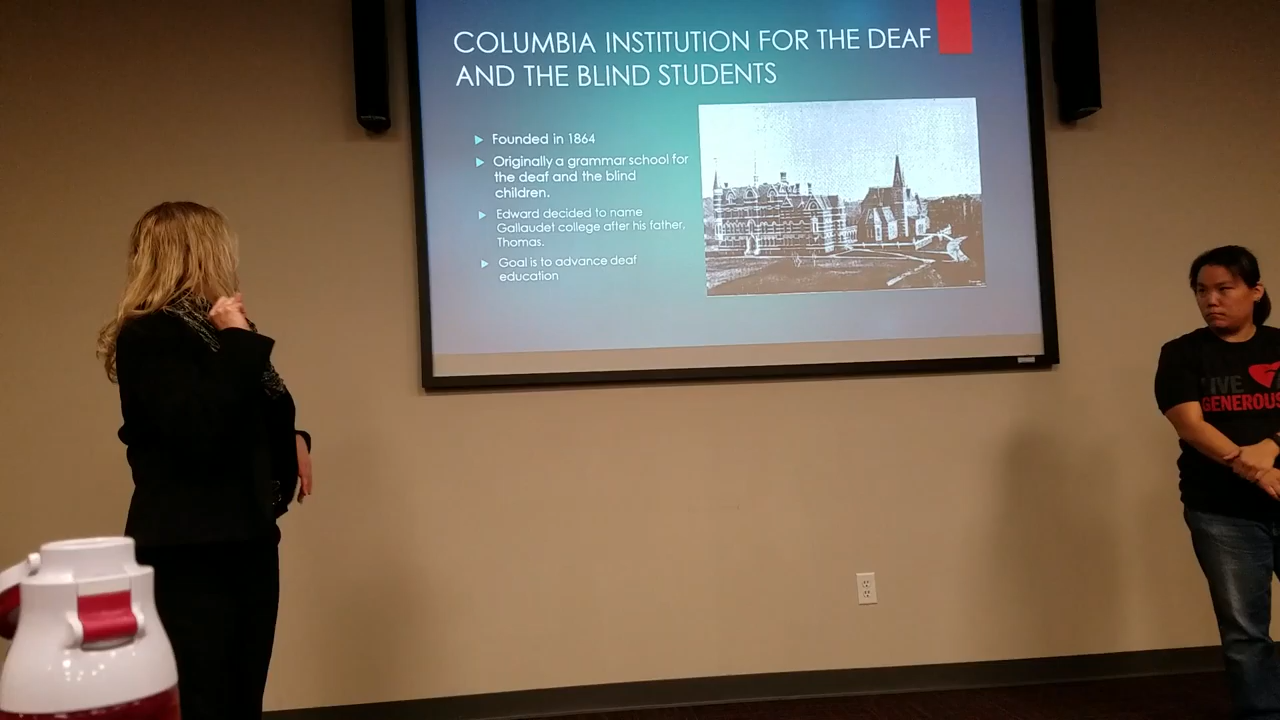 COLUMBIA INSTITUTION FOR THE DEAF
AND THE BLIND STUDENTS
Founded in 1864
Originally a grammar school for
the deaf and the blind
children.
Edward decided to name
Gallaudet college after his father,
Thomas.
Goal is to advance deaf
education
LIVE
GENEROUS